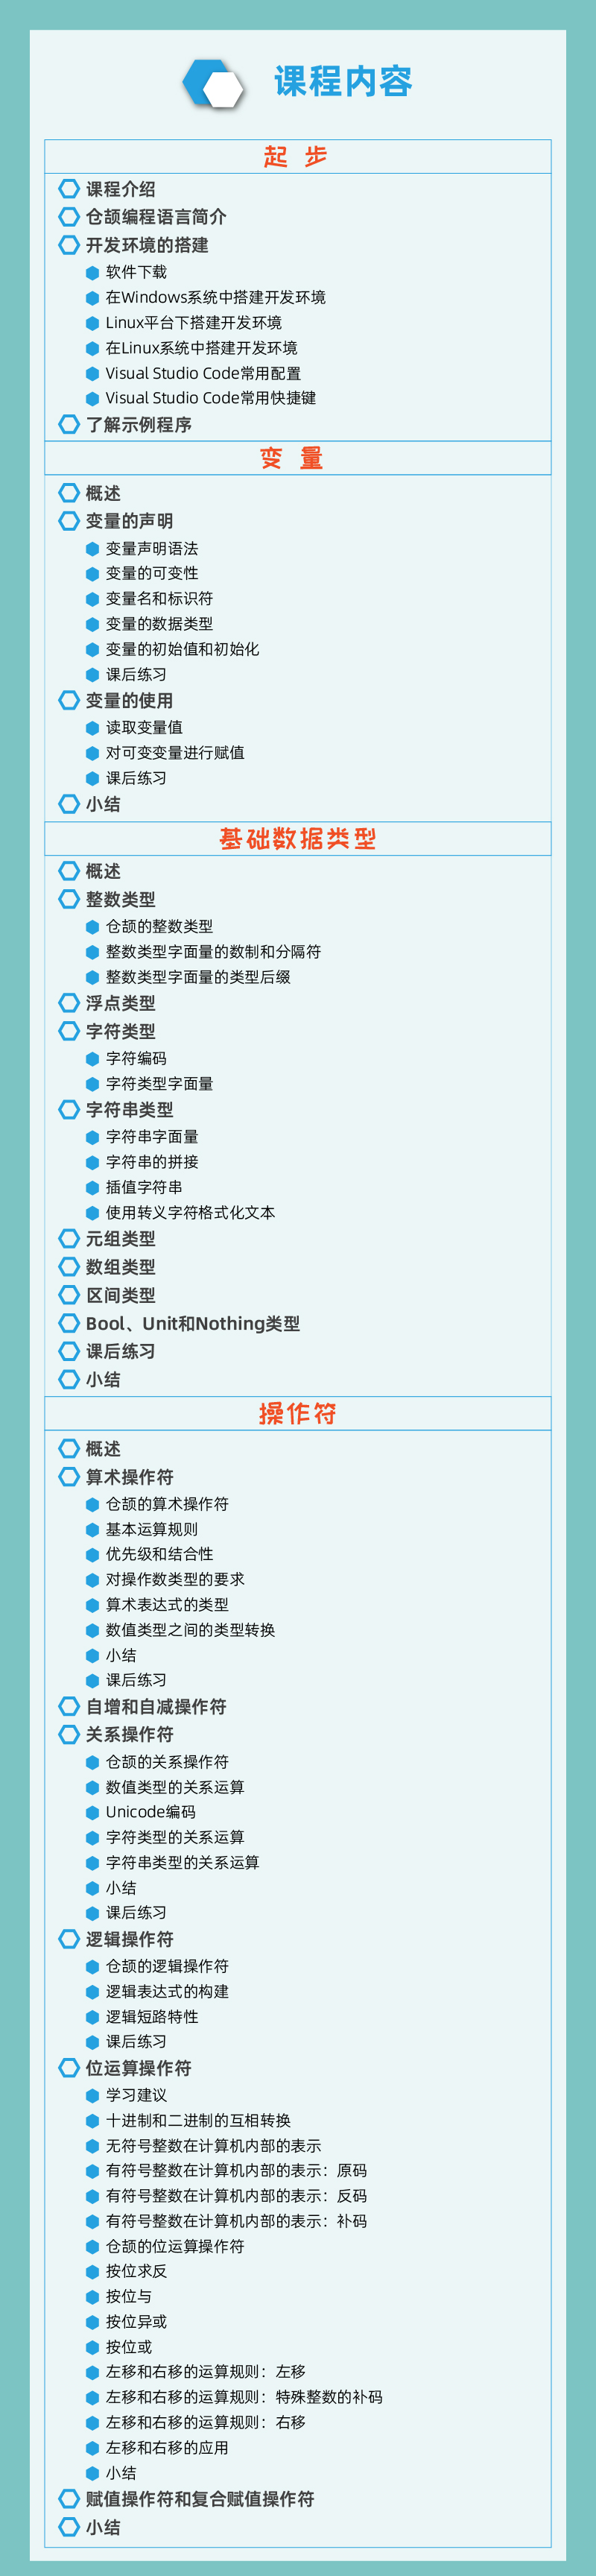 课程内容
起 步
课程介绍
仓颉编程语言简介
开发环境的搭建
软件下载
在Windows系统中搭建开发环境
Linux平台下搭建开发环境
在Linux系统中搭建开发环境
Visual Studio Code常用配置
Visual Studio Code常用快捷键
了解示例程序
变 量
概述
变量的声明
变量声明语法
变量的可变性
变量名和标识符
变量的数据类型
变量的初始值和初始化
课后练习
变量的使用
读取变量值
对可变变量进行赋值
课后练习
小结
基础数据类型
概述
整数类型
仓颉的整数类型
整数类型字面量的数制和分隔符
整数类型字面量的类型后缀
浮点类型
字符类型
字符编码
字符类型字面量
字符串类型
字符串字面量
字符串的拼接
插值字符串
使用转义字符格式化文本
元组类型
数组类型
区间类型
Bool、Unit和Nothing类型
课后练习
小结
操作符
概述
算术操作符
仓颉的算术操作符
基本运算规则
优先级和结合性
对操作数类型的要求
算术表达式的类型
数值类型之间的类型转换
小结
课后练习
自增和自减操作符
关系操作符
仓颉的关系操作符
数值类型的关系运算
Unicode编码
字符类型的关系运算
字符串类型的关系运算
小结
课后练习
逻辑操作符
仓颉的逻辑操作符
逻辑表达式的构建
逻辑短路特性
课后练习
位运算操作符
学习建议
十进制和二进制的互相转换
无符号整数在计算机内部的表示
有符号整数在计算机内部的表示：原码
有符号整数在计算机内部的表示：反码
有符号整数在计算机内部的表示：补码
仓颉的位运算操作符
按位求反
按位与
按位异或
按位或
左移和右移的运算规则：左移
左移和右移的运算规则：特殊整数的补码
左移和右移的运算规则：右移
左移和右移的应用
小结
赋值操作符和复合赋值操作符
小结